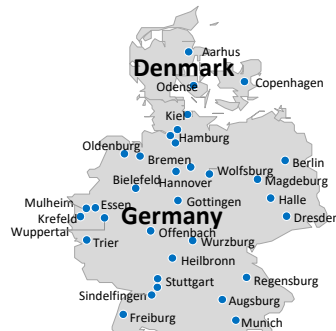 Aarhus
Denmark
Odense
Copenhagen
Kiel
Hamburg
Oldenburg
Bremen
Berlin
Wolfsburg
Hannover
Magdeburg
Bielefeld
Gottingen
Halle
Mulheim
Essen
Krefeld
Germany
Dresden
Wuppertal
Offenbach
Trier
Wurzburg
Heilbronn
Stuttgart
Regensburg
Sindelfingen
Augsburg
Freiburg
Munich